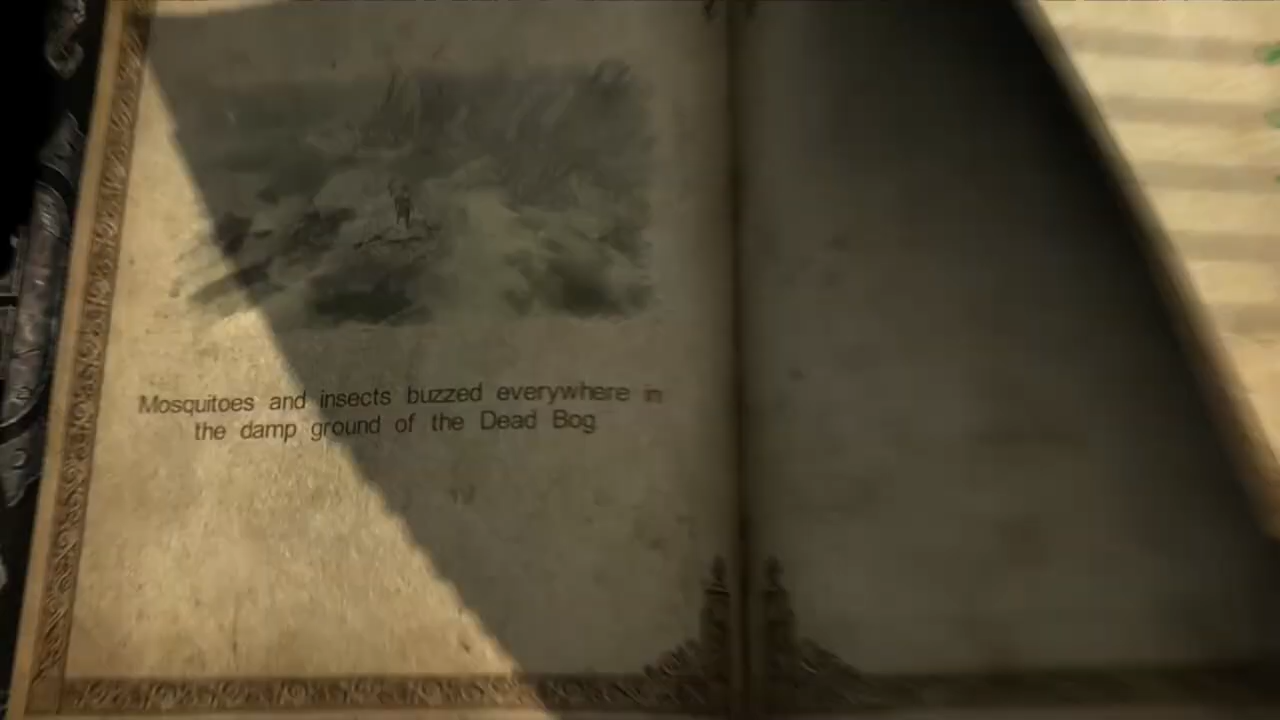 Mosquitoes and insects buzzed everywhere in
the damp ground of the Dead Bog